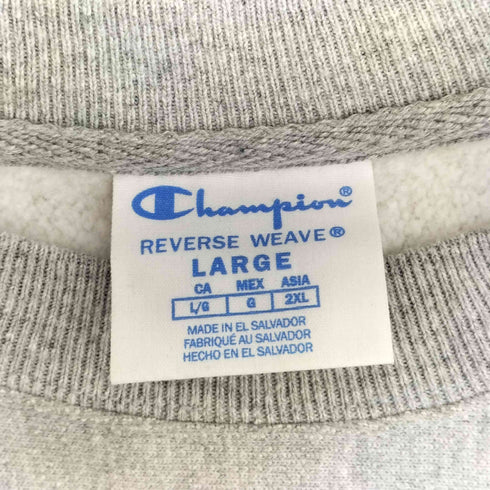 Champion®
REVERSE WEAVE®
LARGE
CA MEX ASIA
L/G G 2XL
MADE IN EL SALVADOR
FABRIQUÉ AU SALVADOR
HECHO EN EL SALVADOR